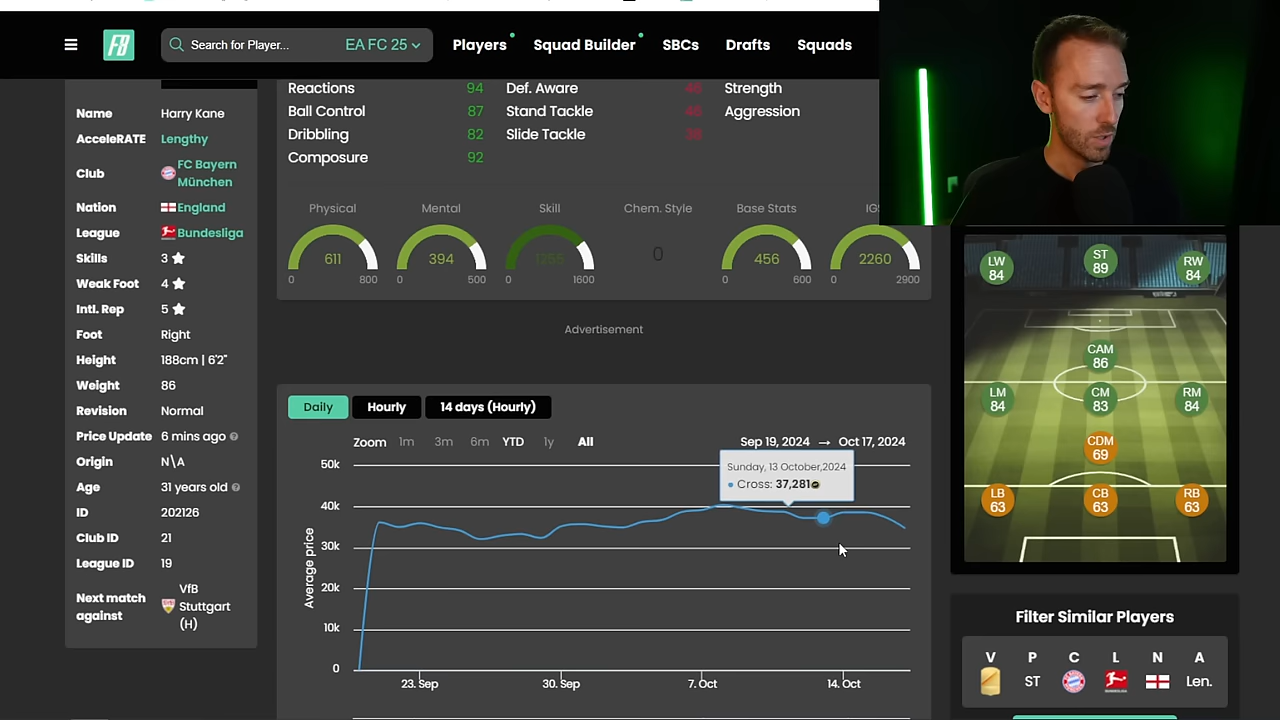 F8
Search for Player...
EA FC 25
Players
Squad Builder
SBCs
Drafts
Squads
Name
Harry Kane
AcceleRATE
Lengthy
Club
FC Bayern
München
Nation
England
League
Bundesliga
Skills
3
Weak Foot
4
Intl. Rep
5
Foot
Right
Height
188cm | 6'2"
Weight
86
Revision
Normal
Price Update
6 mins ago
Origin
N\A
Age
31 years old
ID
202126
Club ID
21
League ID
19
Next match
against
VfB
Stuttgart
(H)
Reactions 94
Ball Control 87
Dribbling 82
Composure 92
Def. Aware 46
Stand Tackle 46
Slide Tackle 38
Strength
Aggression
Physical
611
0 800
Mental
394
0 500
Skill
1255
0 1600
Chem. Style
0
Base Stats
456
0 600
IGS
2260
0 2900
Advertisement
Daily
Hourly
14 days (Hourly)
Zoom 1m 3m 6m YTD 1y All
Sep 19, 2024 → Oct 17, 2024
Sunday, 13 October,2024
Cross: 37,281
Average price
50k
40k
30k
20k
10k
0
23. Sep
30. Sep
7. Oct
14. Oct
LW
84
ST
89
RW
84
CAM
86
LM
84
CM
83
RM
84
CDM
69
LB
63
CB
63
RB
63
Filter Similar Players
V P C L N A
ST
Len.